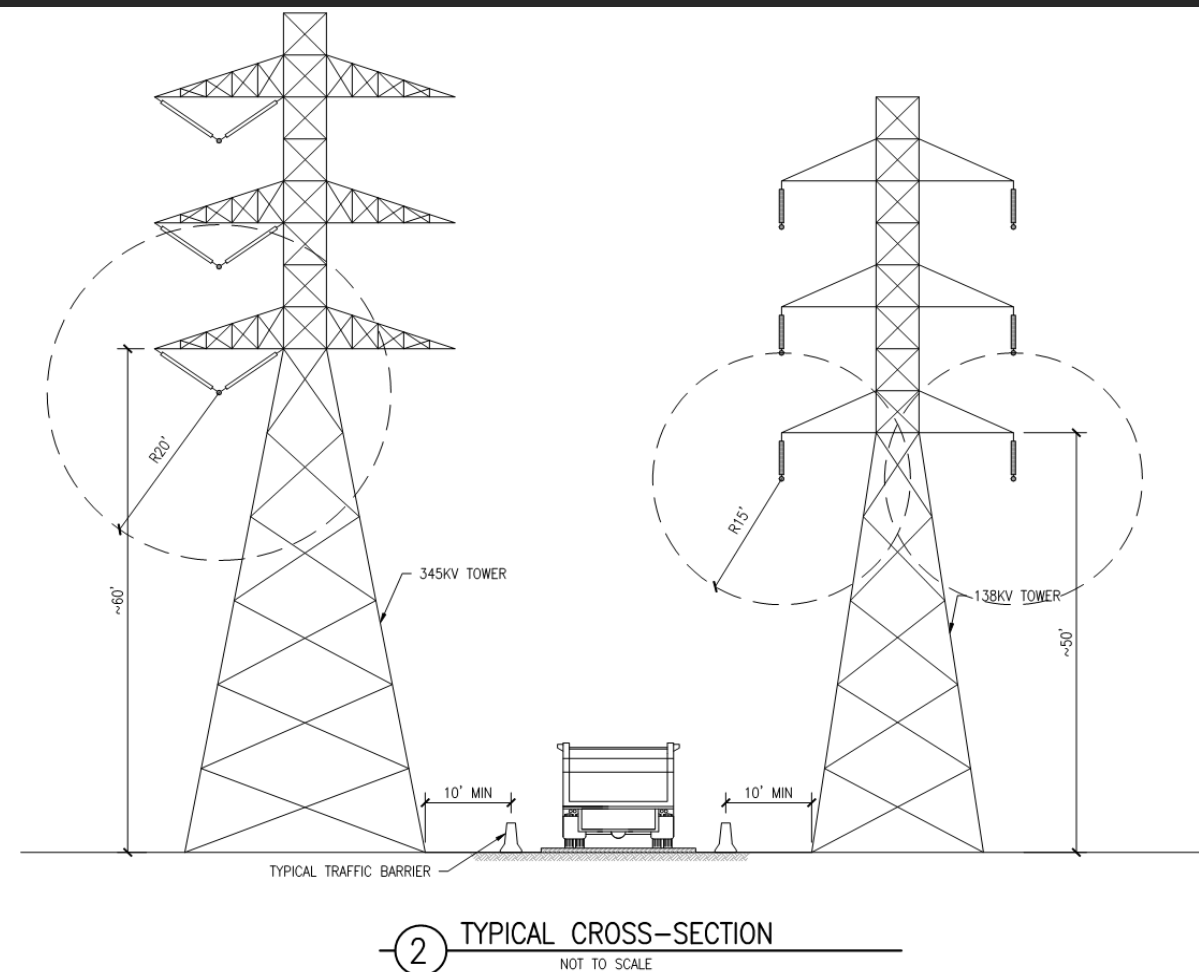 R20'
R15'
345KV TOWER
138KV TOWER
~60'
~50'
10' MIN
10' MIN
TYPICAL TRAFFIC BARRIER
2
TYPICAL CROSS-SECTION
NOT TO SCALE